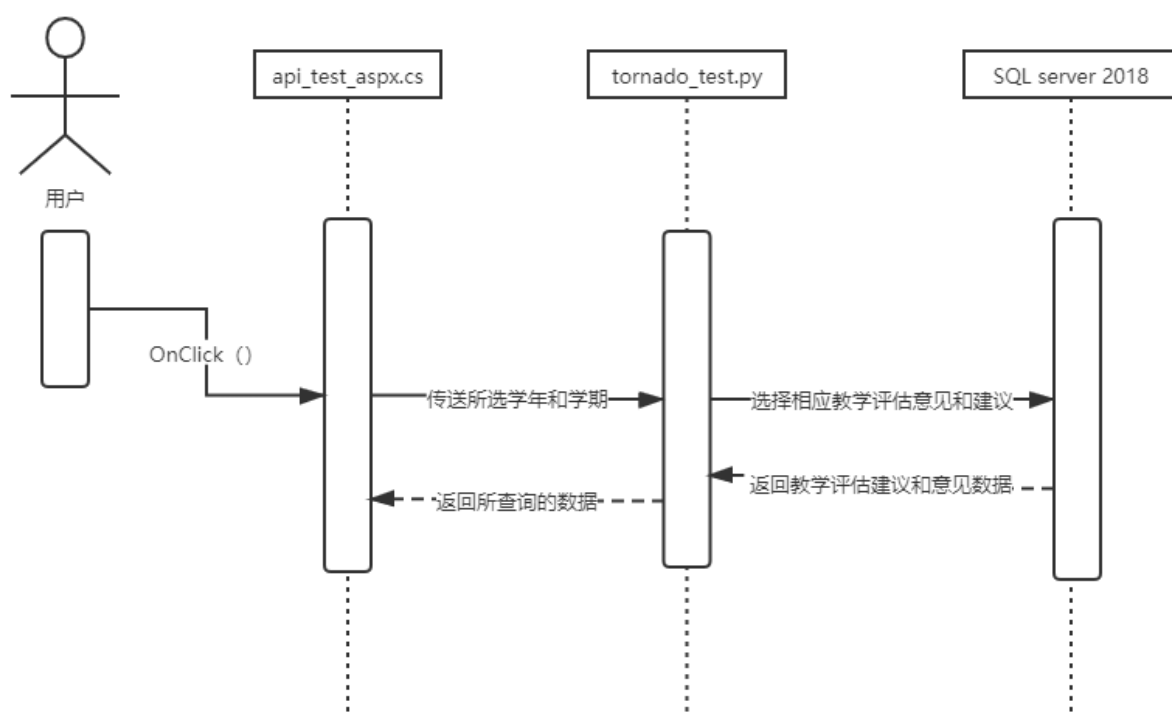 api_test_aspx.cs
tornado_test.py
SQL server 2018
用户
OnClick（）
传送所选学年和学期
选择相应教学评估意见和建议
返回教学评估建议和意见数据
返回所查询的数据